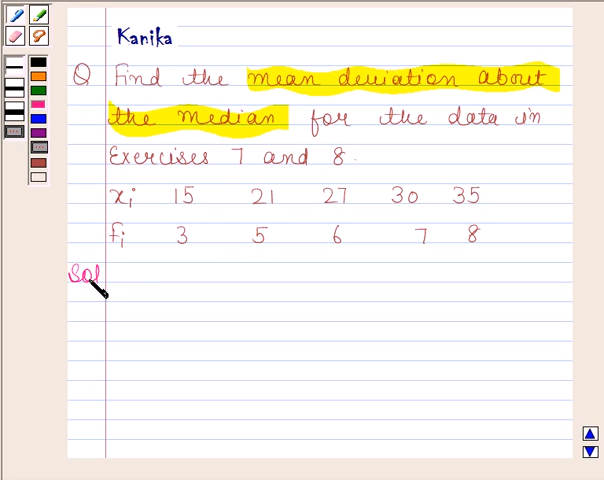 Kanika
Q Find the mean deviation about
the median for the data in
Exercises 7 and 8.
xi 15 21 27 30 35
fi 3 5 6 7 8
Sol